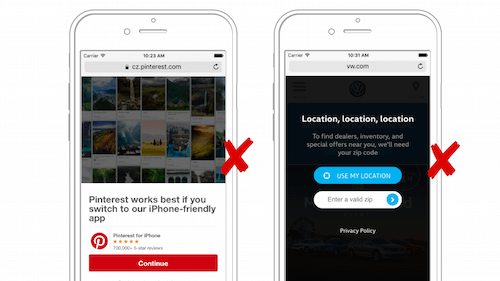 Carrier 10:23 AM
cz.pinterest.com
Pinterest works best if you
switch to our iPhone-friendly
app
Pinterest for iPhone
700,000+ 5-star reviews
Continue
Carrier 10:31 AM
vw.com
Location, location, location
To find dealers, inventory, and
special offers near you, we'll need
your zip code
USE MY LOCATION
Enter a valid zip
Privacy Policy